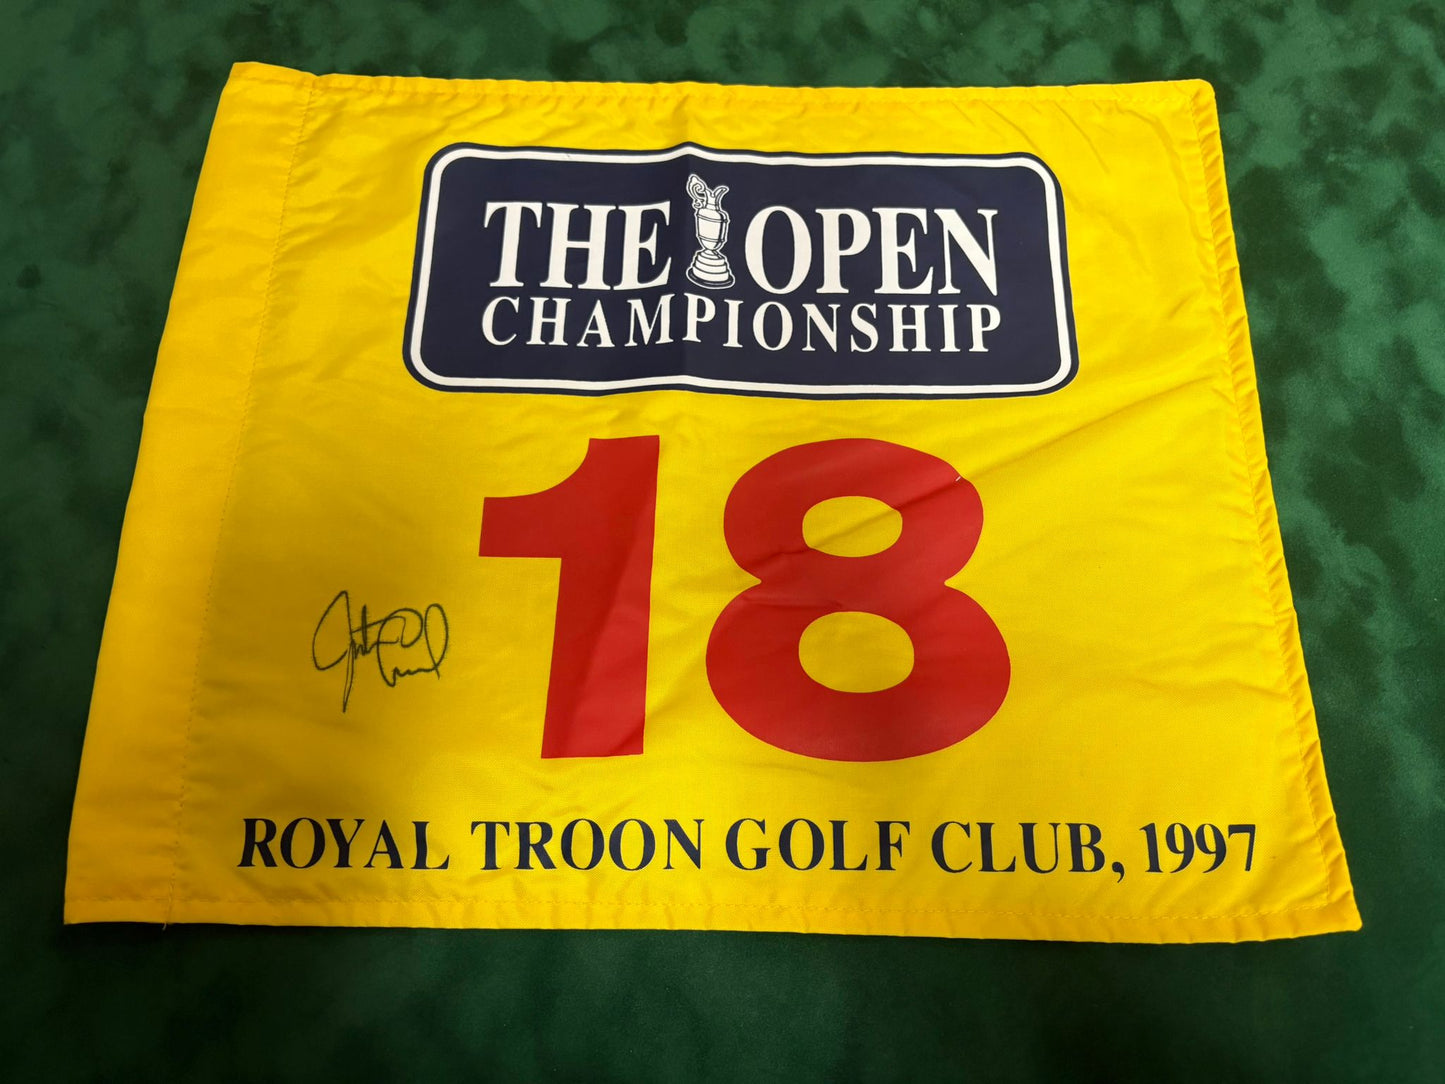 THE OPEN
CHAMPIONSHIP
18
ROYAL TROON GOLF CLUB, 1997